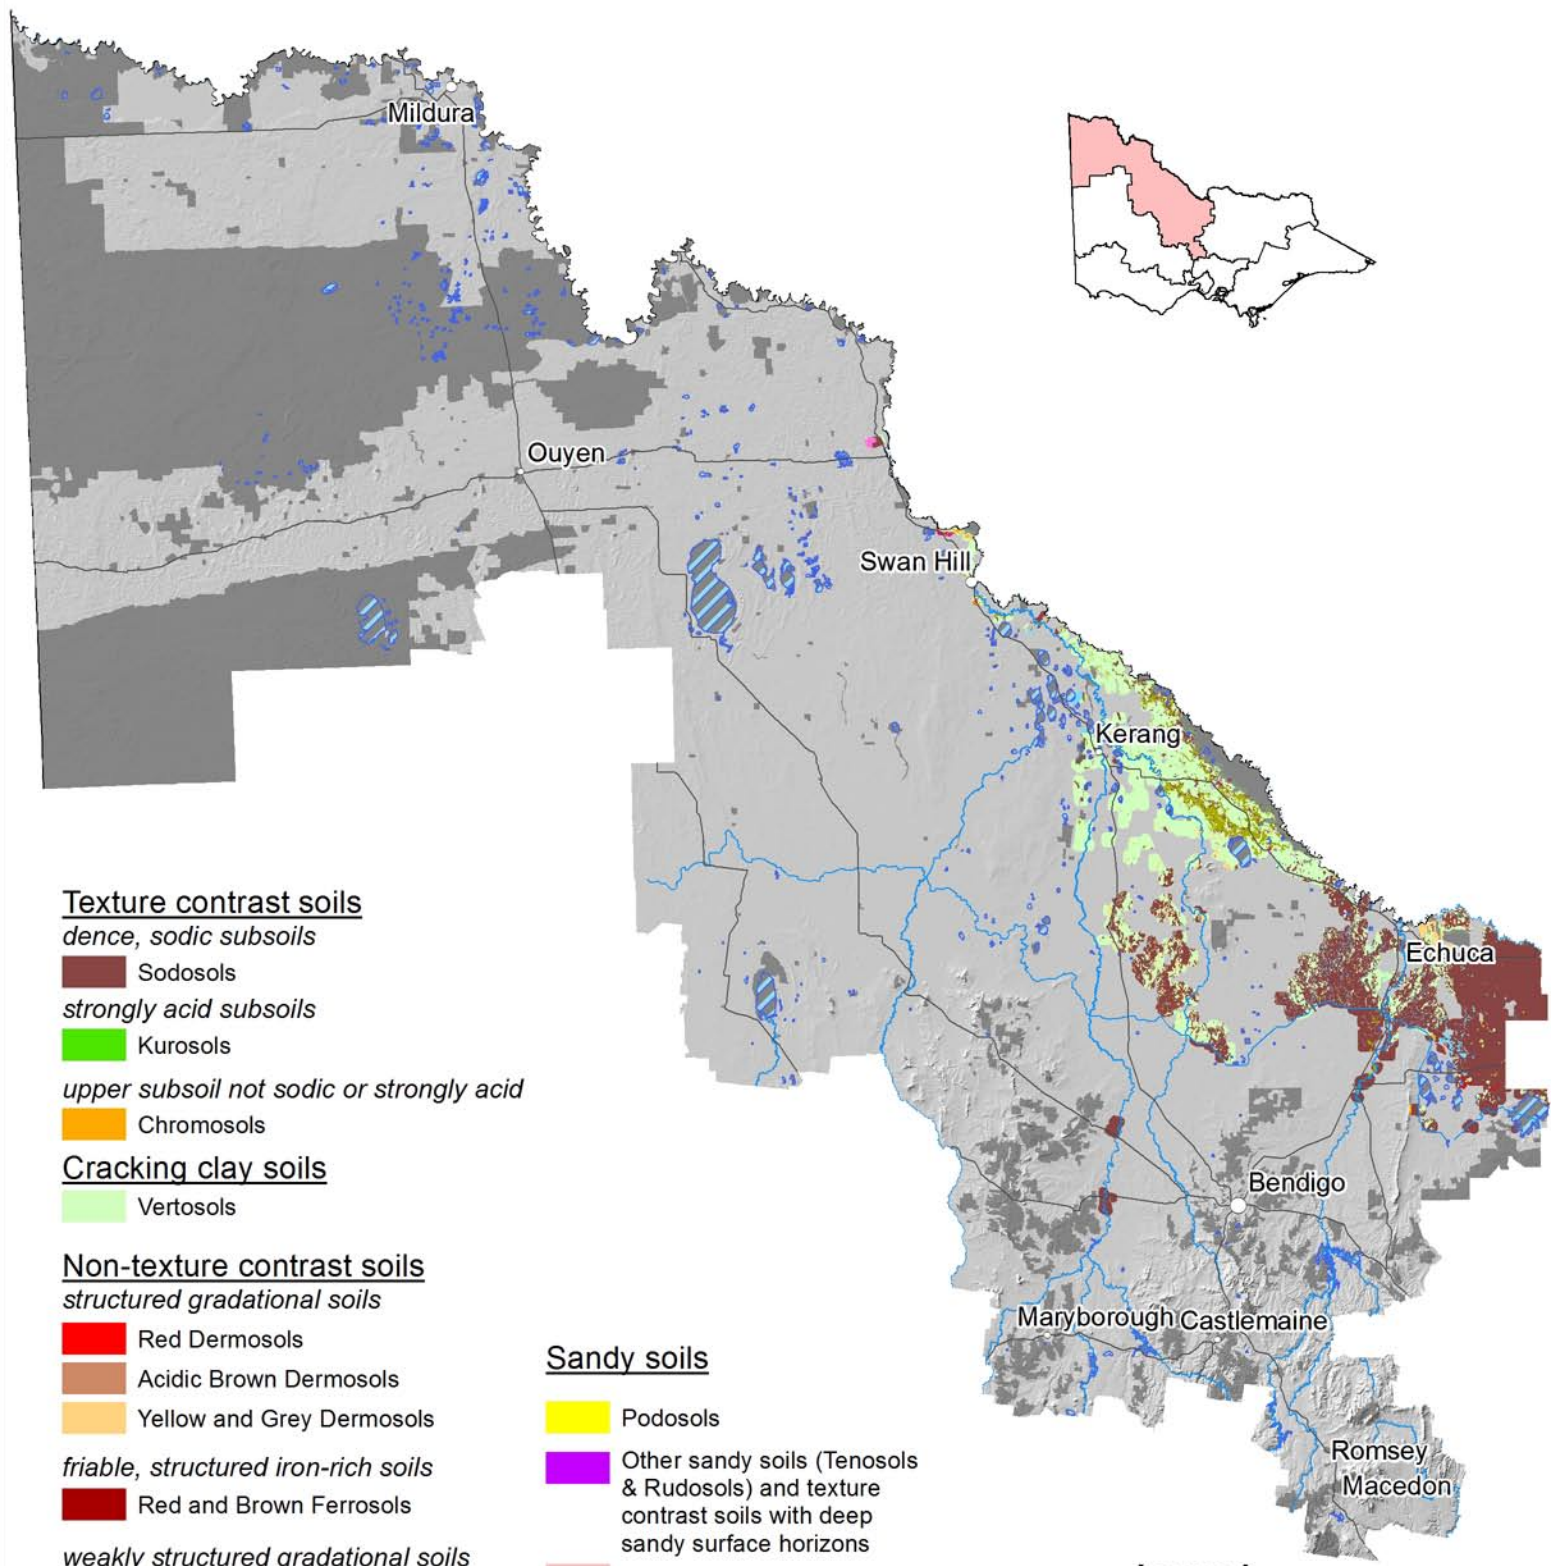 Mildura
Ouyen
Swan Hill
Kerang
Echuca
Bendigo
Maryborough
Castlemaine
Romsey
Macedon
Texture contrast soils
dence, sodic subsoils
Sodosols
strongly acid subsoils
Kurosols
upper subsoil not sodic or strongly acid
Chromosols
Cracking clay soils
Vertosols
Non-texture contrast soils
structured gradational soils
Red Dermosols
Acidic Brown Dermosols
Yellow and Grey Dermosols
friable, structured iron-rich soils
Red and Brown Ferrosols
weakly structured gradational soils
Sandy soils
Podosols
Other sandy soils (Tenosols
& Rudosols) and texture
contrast soils with deep
sandy surface horizons